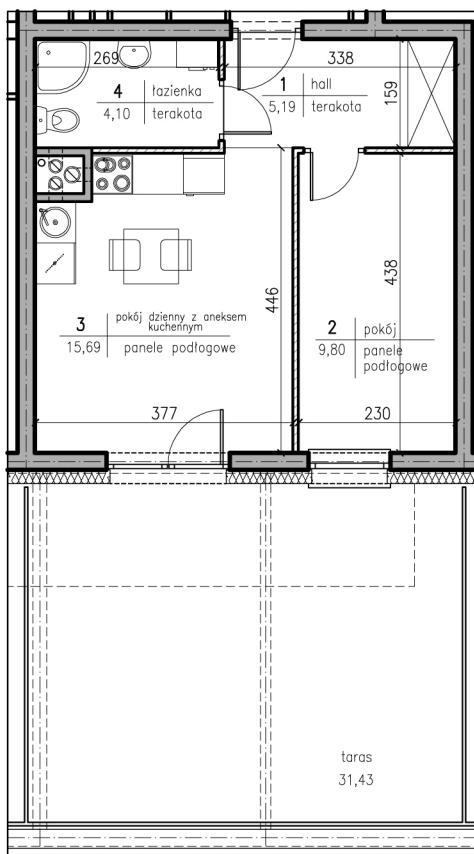 269
338
4 łazienka
4,10 terakota
1 hall
5,19 terakota
159
446
438
3 pokój dzienny z aneksem
kuchennym
15,69 panele podłogowe
2 pokój
9,80 panele
podłogowe
377
230
taras
31,43